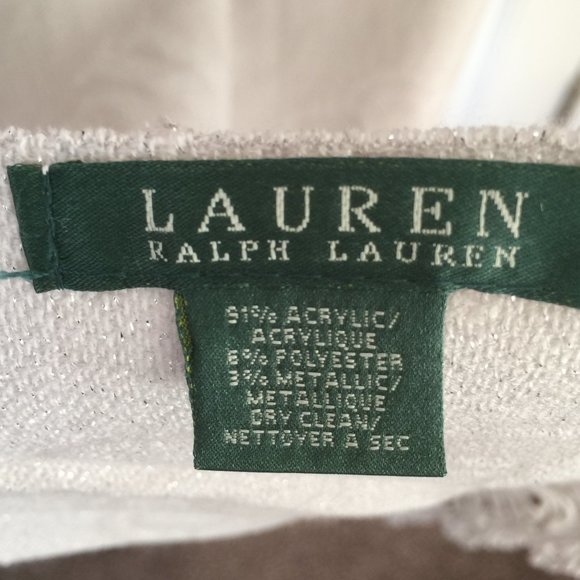 LAUREN
RALPH LAUREN
91% ACRYLIC/
ACRYLIQUE
6% POLYESTER
3% METALLIC/
METALLIQUE
DRY CLEAN/
NETTOYER A SEC